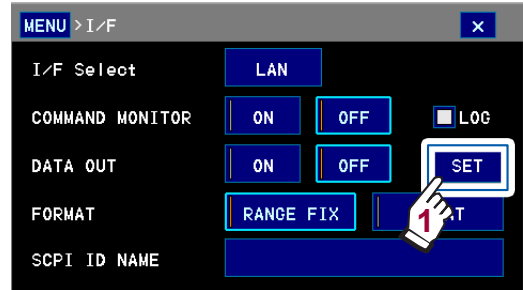 MENU >I/F ×
I/F Select LAN
COMMAND MONITOR ON OFF LOG
DATA OUT ON OFF SET
FORMAT RANGE FIX
1
SCPI ID NAME